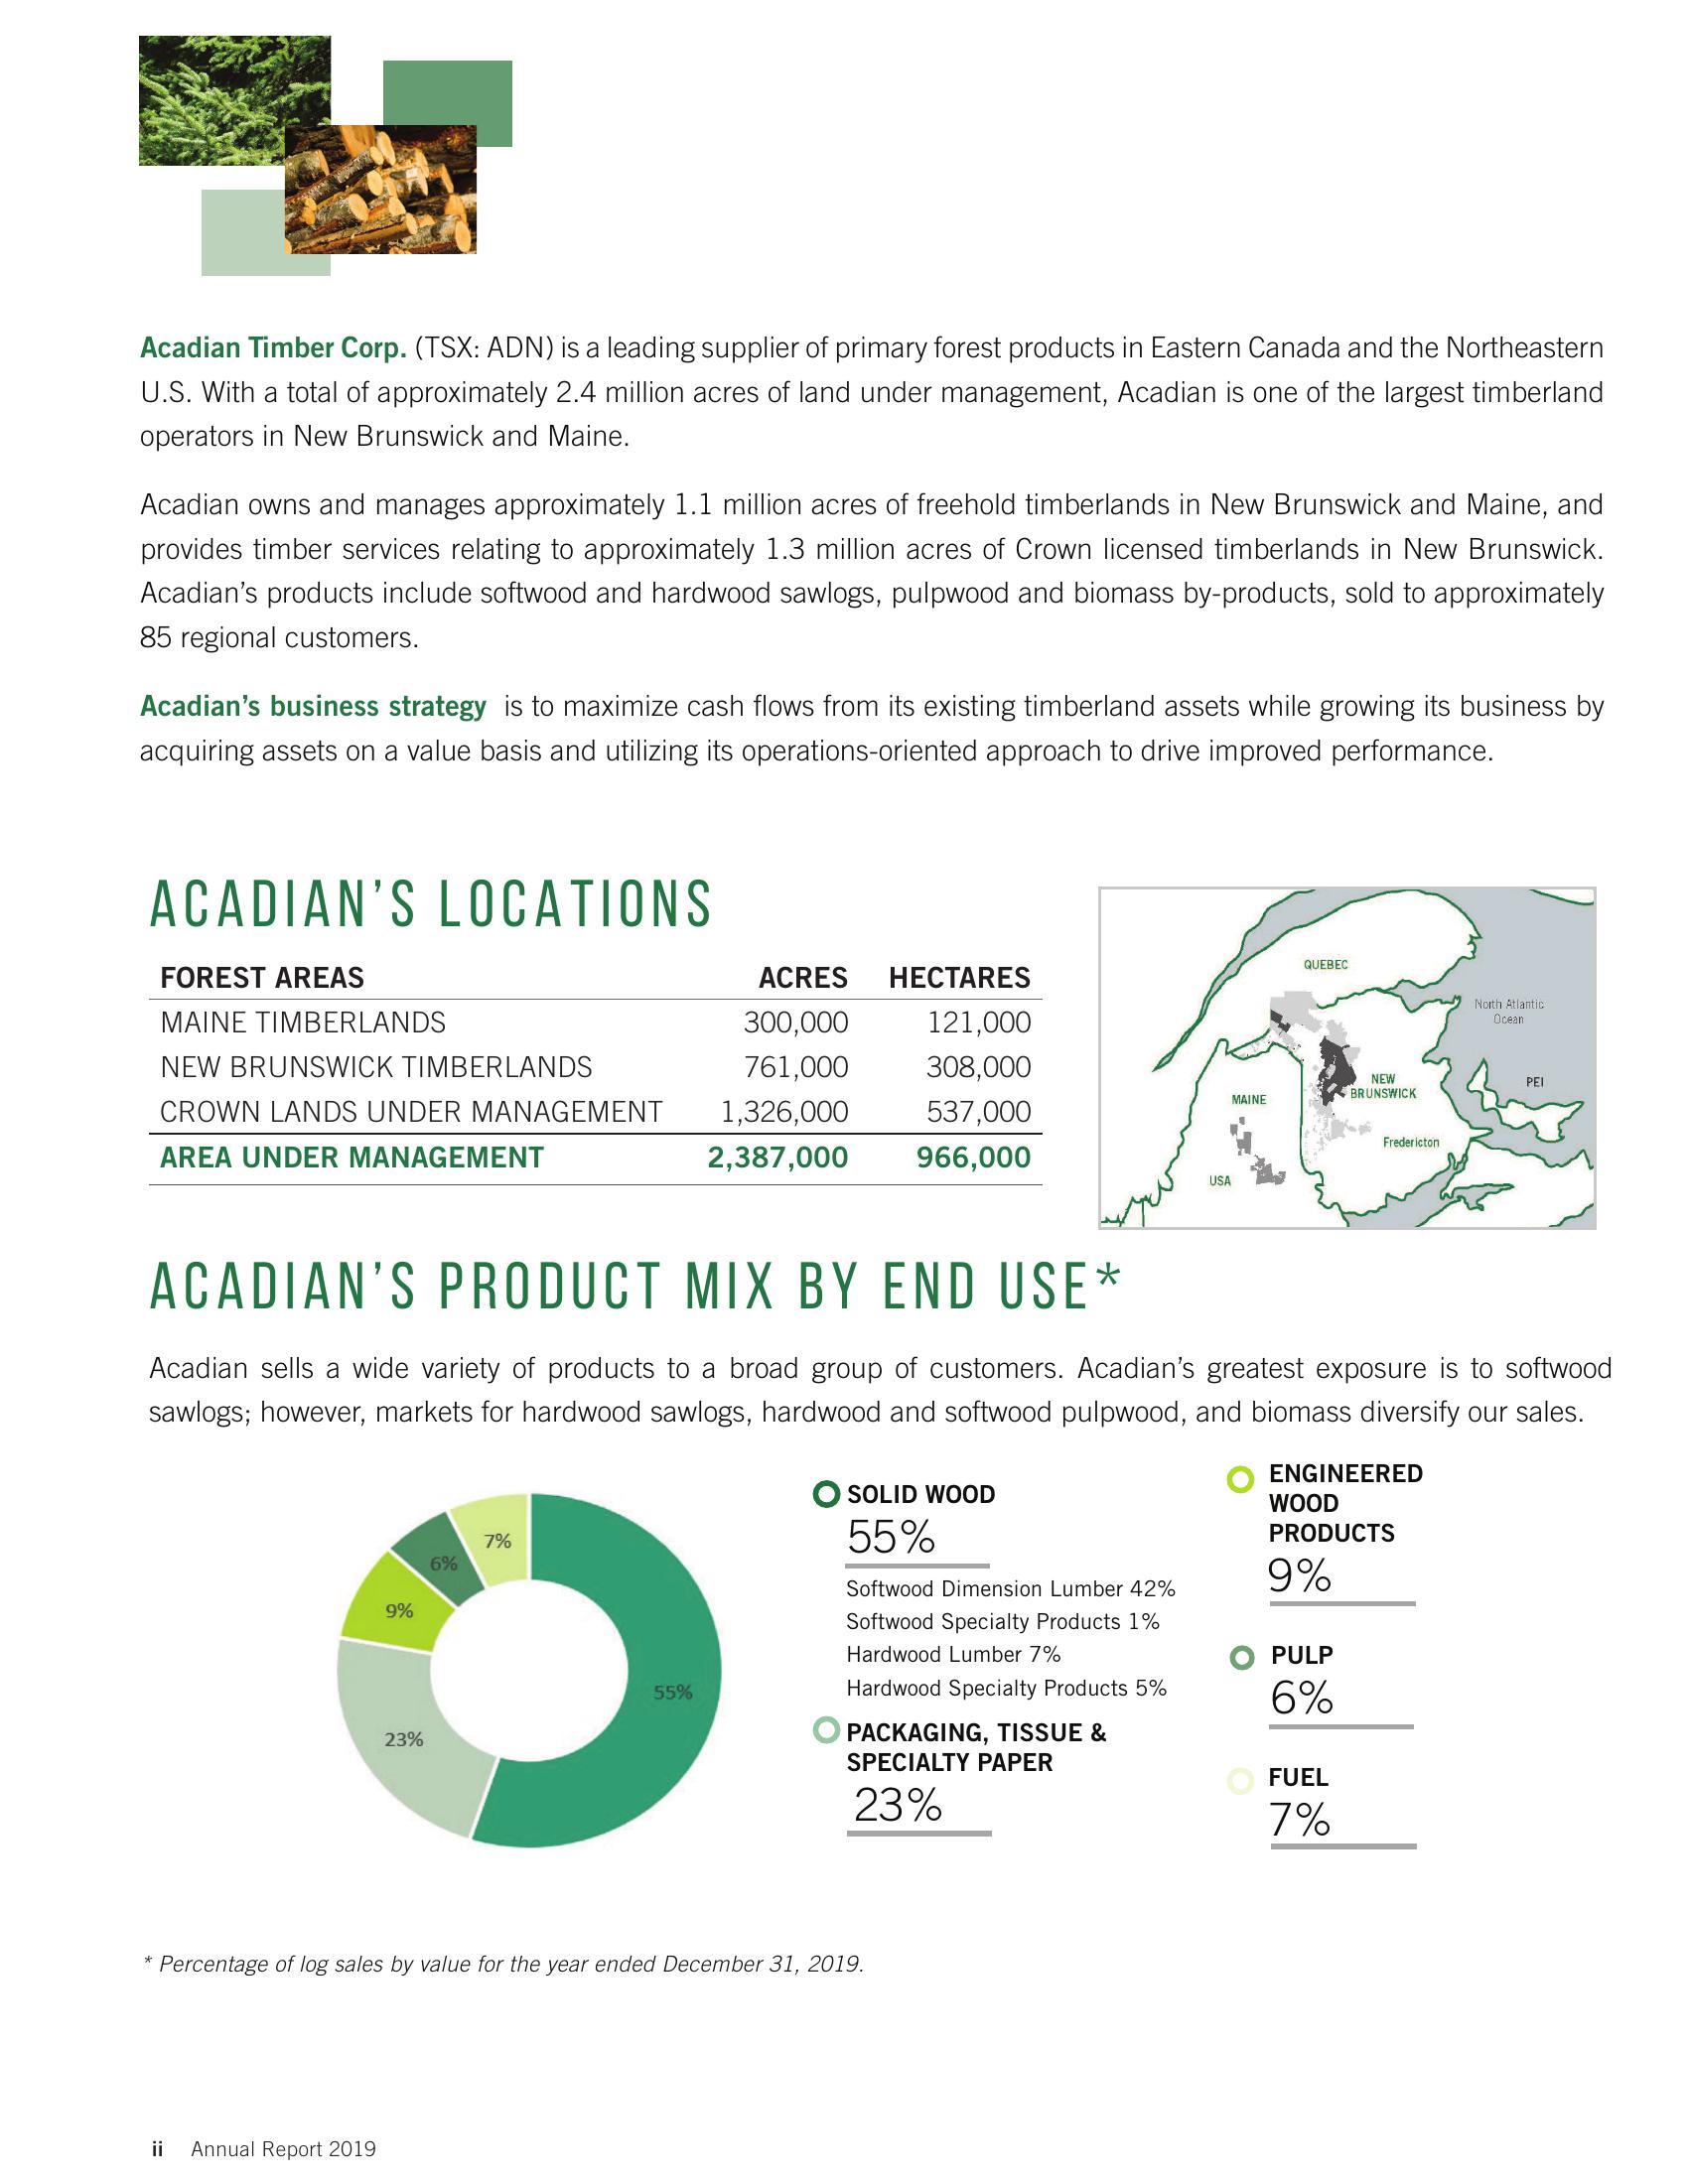 Acadian Timber Corp. (TSX: ADN) is a leading supplier of primary forest products in Eastern Canada and the Northeastern
U.S. With a total of approximately 2.4 million acres of land under management, Acadian is one of the largest timberland
operators in New Brunswick and Maine.
Acadian owns and manages approximately 1.1 million acres of freehold timberlands in New Brunswick and Maine, and
provides timber services relating to approximately 1.3 million acres of Crown licensed timberlands in New Brunswick.
Acadian's products include softwood and hardwood sawlogs, pulpwood and biomass by-products, sold to approximately
85 regional customers.
Acadian's business strategy is to maximize cash flows from its existing timberland assets while growing its business by
acquiring assets on a value basis and utilizing its operations-oriented approach to drive improved performance.
ACADIAN'S LOCATIONS
FOREST AREAS ACRES HECTARES
MAINE TIMBERLANDS 300,000 121,000
NEW BRUNSWICK TIMBERLANDS 761,000 308,000
CROWN LANDS UNDER MANAGEMENT 1,326,000 537,000
AREA UNDER MANAGEMENT 2,387,000 966,000
QUEBEC
North Atlantic
Ocean
PEI
NEW
BRUNSWICK
MAINE
Fredericton
USA
ACADIAN'S PRODUCT MIX BY END USE*
Acadian sells a wide variety of products to a broad group of customers. Acadian's greatest exposure is to softwood
sawlogs; however, markets for hardwood sawlogs, hardwood and softwood pulpwood, and biomass diversify our sales.
7%
6%
9%
55%
23%
SOLID WOOD
55%
Softwood Dimension Lumber 42%
Softwood Specialty Products 1%
Hardwood Lumber 7%
Hardwood Specialty Products 5%
PACKAGING, TISSUE &
SPECIALTY PAPER
23%
ENGINEERED
WOOD
PRODUCTS
9%
PULP
6%
FUEL
7%
* Percentage of log sales by value for the year ended December 31, 2019.
ii Annual Report 2019